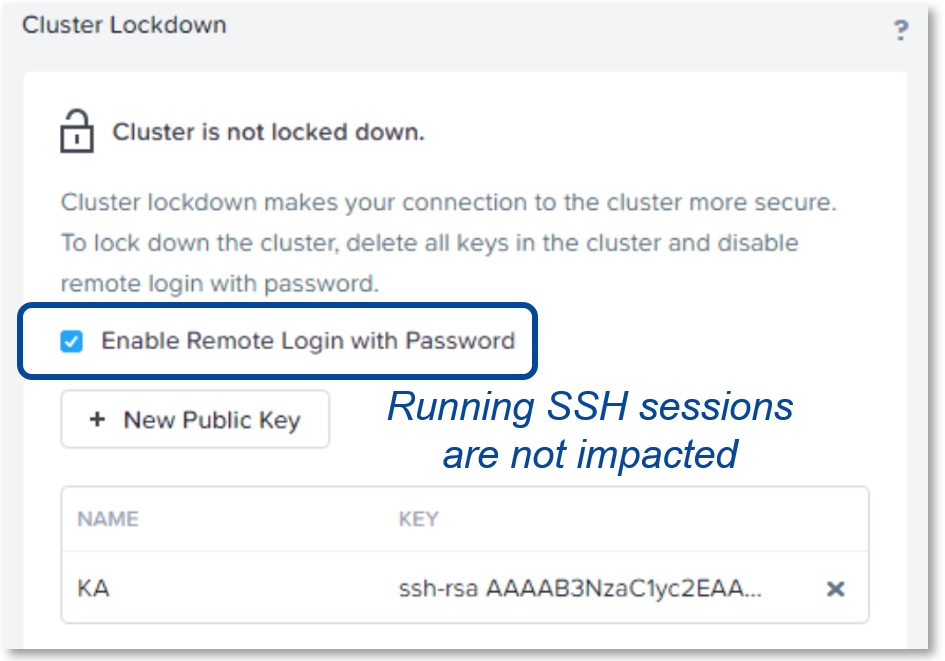 Cluster Lockdown
?
Cluster is not locked down.
Cluster lockdown makes your connection to the cluster more secure.
To lock down the cluster, delete all keys in the cluster and disable
remote login with password.
Enable Remote Login with Password
+ New Public Key
Running SSH sessions
are not impacted
NAME KEY
KA ssh-rsa AAAAB3NzaC1yc2EAA... ×